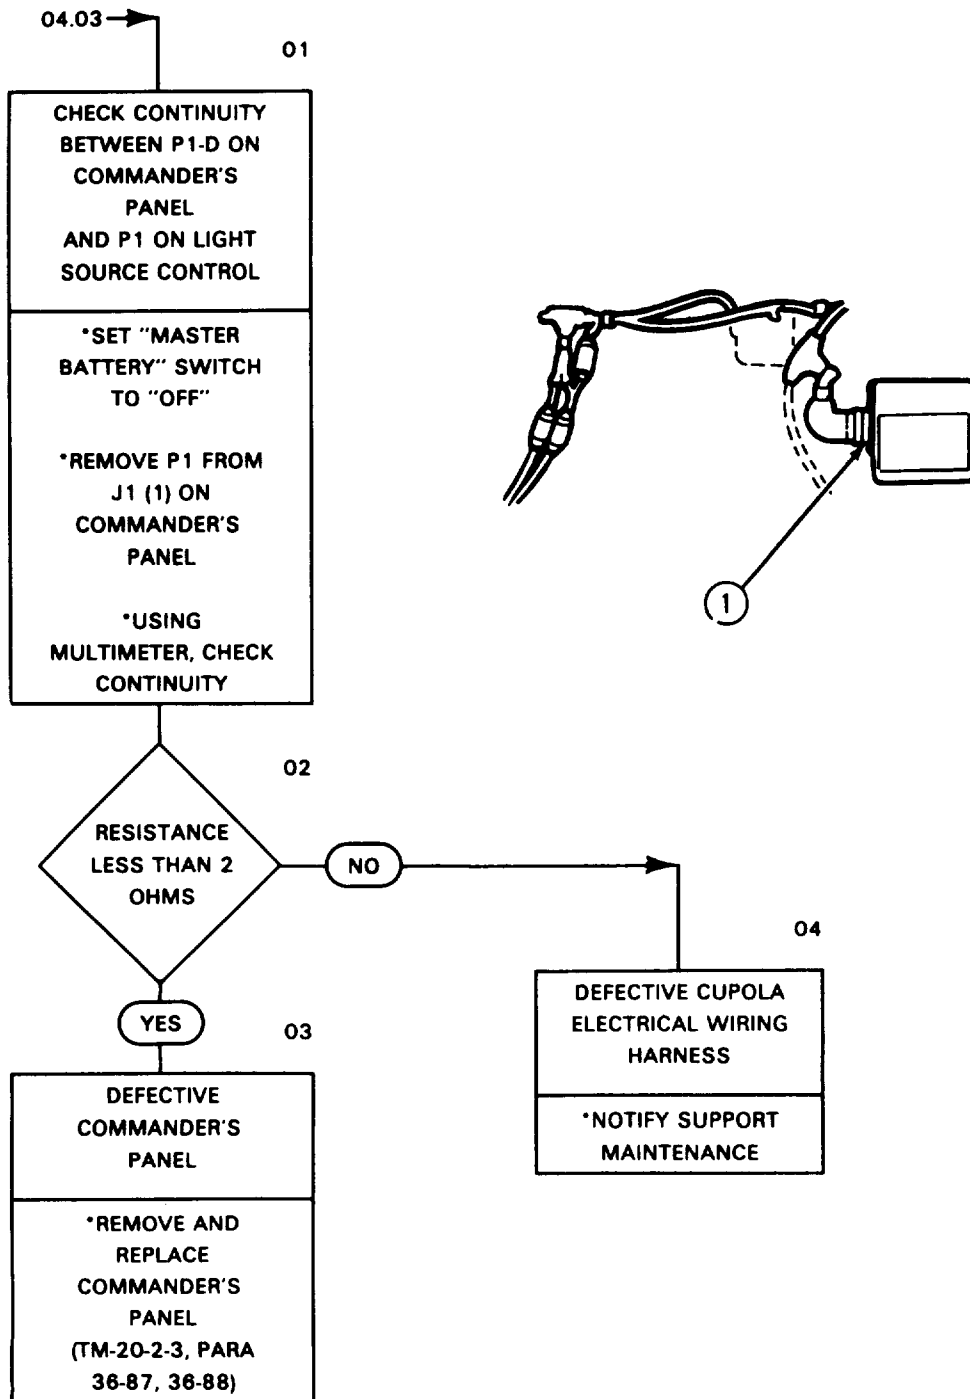 04.03
01
CHECK CONTINUITY
BETWEEN P1-D ON
COMMANDER'S
PANEL
AND P1 ON LIGHT
SOURCE CONTROL
*SET "MASTER
BATTERY" SWITCH
TO "OFF"
*REMOVE P1 FROM
J1 (1) ON
COMMANDER'S
PANEL
*USING
MULTIMETER, CHECK
CONTINUITY
1
02
RESISTANCE
LESS THAN 2
OHMS
NO
YES
03
DEFECTIVE
COMMANDER'S
PANEL
*REMOVE AND
REPLACE
COMMANDER'S
PANEL
(TM-20-2-3, PARA
36-87, 36-88)
04
DEFECTIVE CUPOLA
ELECTRICAL WIRING
HARNESS
*NOTIFY SUPPORT
MAINTENANCE